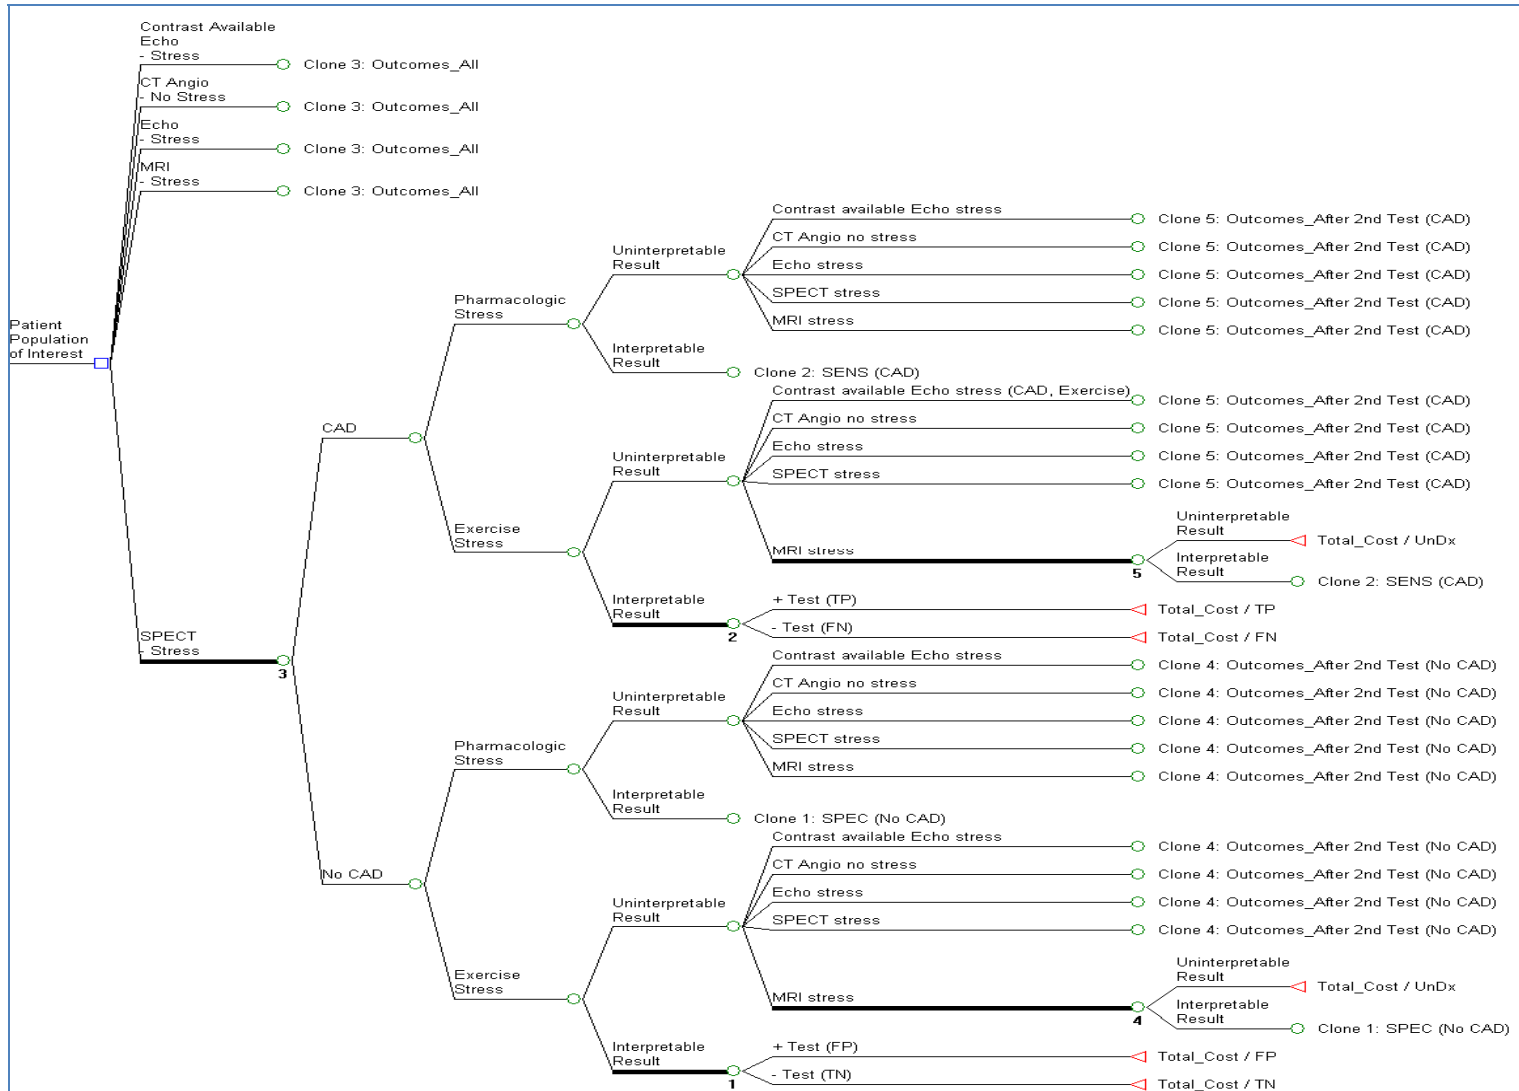 Contrast Available
Echo
- Stress
Clone 3: Outcomes_All
CT Angio
- No Stress
Clone 3: Outcomes_All
Echo
- Stress
Clone 3: Outcomes_All
MRI
- Stress
Clone 3: Outcomes_All
Patient
Population
of Interest
SPECT
- Stress
3
CAD
Pharmacologic
Stress
Uninterpretable
Result
Contrast available Echo stress
Clone 5: Outcomes_After 2nd Test (CAD)
CT Angio no stress
Clone 5: Outcomes_After 2nd Test (CAD)
Echo stress
Clone 5: Outcomes_After 2nd Test (CAD)
SPECT stress
Clone 5: Outcomes_After 2nd Test (CAD)
MRI stress
Clone 5: Outcomes_After 2nd Test (CAD)
Interpretable
Result
Clone 2: SENS (CAD)
Exercise
Stress
Uninterpretable
Result
Contrast available Echo stress (CAD, Exercise)
Clone 5: Outcomes_After 2nd Test (CAD)
CT Angio no stress
Clone 5: Outcomes_After 2nd Test (CAD)
Echo stress
Clone 5: Outcomes_After 2nd Test (CAD)
SPECT stress
Clone 5: Outcomes_After 2nd Test (CAD)
MRI stress
5
Uninterpretable
Result
Total_Cost / UnDx
Interpretable
Result
Clone 2: SENS (CAD)
Interpretable
Result
2
+ Test (TP)
Total_Cost / TP
- Test (FN)
Total_Cost / FN
No CAD
Pharmacologic
Stress
Uninterpretable
Result
Contrast available Echo stress
Clone 4: Outcomes_After 2nd Test (No CAD)
CT Angio no stress
Clone 4: Outcomes_After 2nd Test (No CAD)
Echo stress
Clone 4: Outcomes_After 2nd Test (No CAD)
SPECT stress
Clone 4: Outcomes_After 2nd Test (No CAD)
MRI stress
Clone 4: Outcomes_After 2nd Test (No CAD)
Interpretable
Result
Clone 1: SPEC (No CAD)
Exercise
Stress
Uninterpretable
Result
Contrast available Echo stress
Clone 4: Outcomes_After 2nd Test (No CAD)
CT Angio no stress
Clone 4: Outcomes_After 2nd Test (No CAD)
Echo stress
Clone 4: Outcomes_After 2nd Test (No CAD)
SPECT stress
Clone 4: Outcomes_After 2nd Test (No CAD)
MRI stress
4
Uninterpretable
Result
Total_Cost / UnDx
Interpretable
Result
Clone 1: SPEC (No CAD)
Interpretable
Result
1
+ Test (FP)
Total_Cost / FP
- Test (TN)
Total_Cost / TN